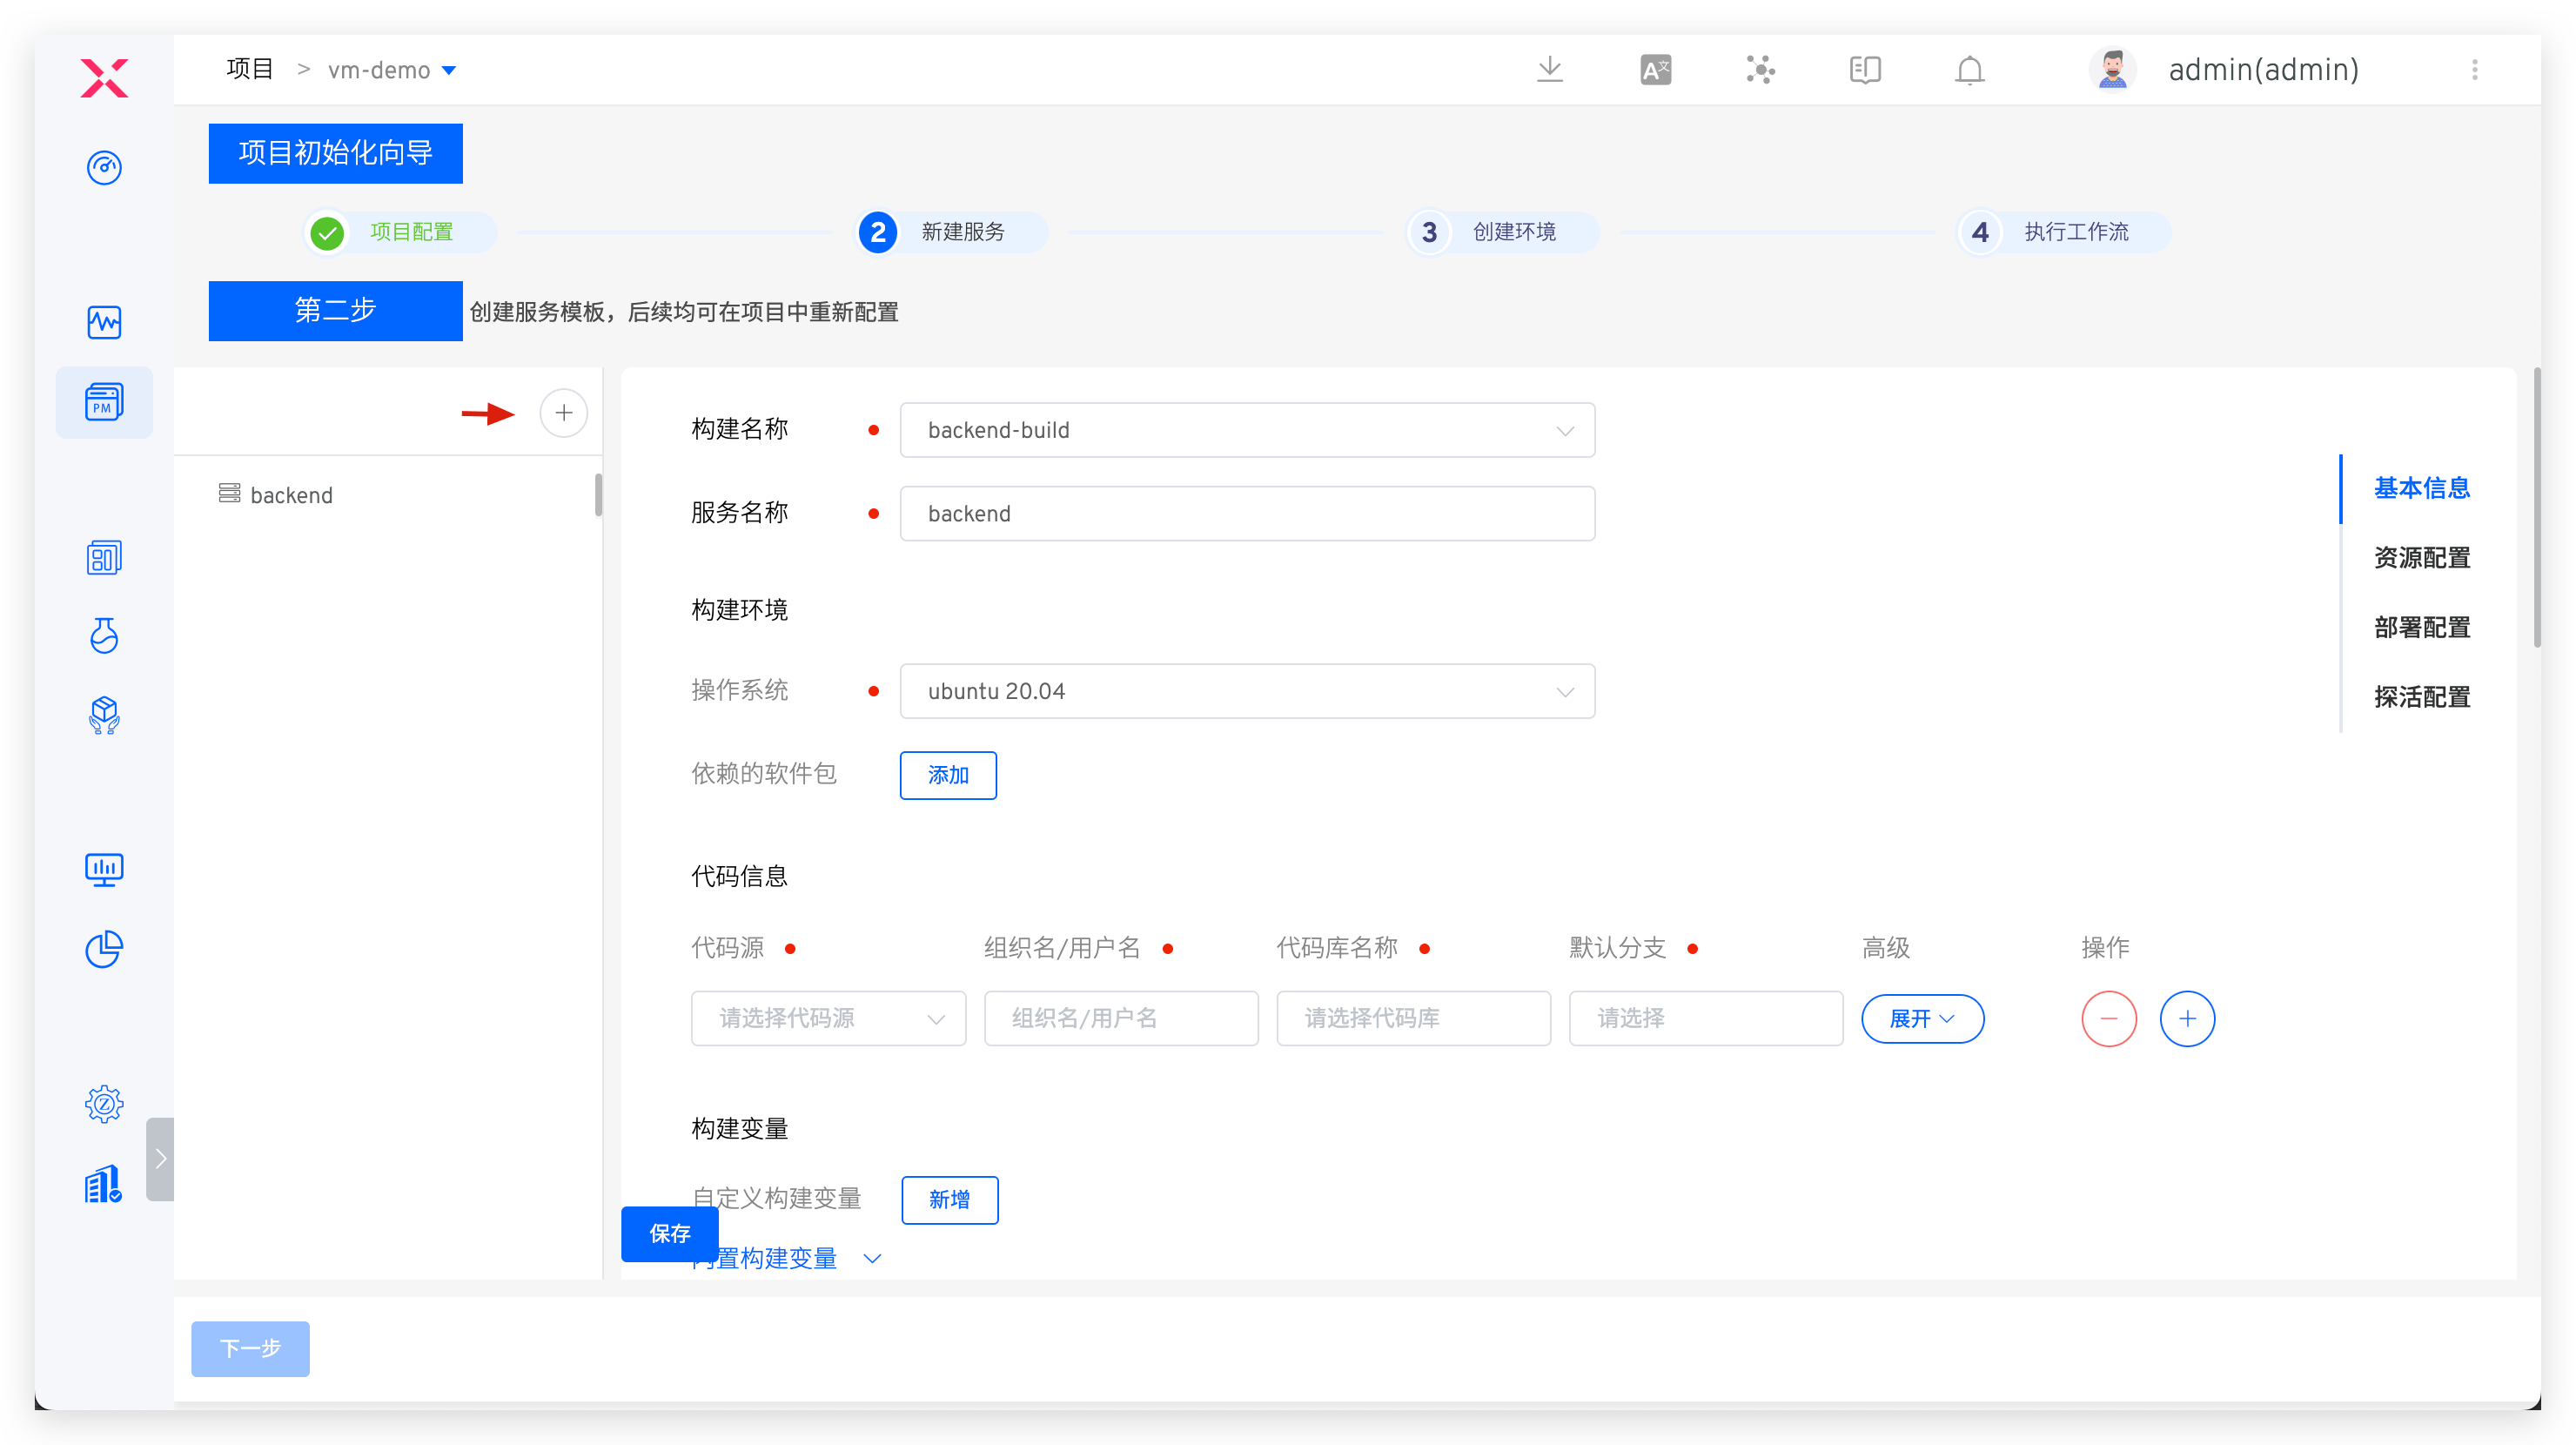 项目 > vm-demo
admin(admin)
项目初始化向导
项目配置
2 新建服务
3 创建环境
4 执行工作流
第二步 创建服务模板，后续均可在项目中重新配置
PM
backend
构建名称 backend-build
服务名称 backend
构建环境
操作系统 ubuntu 20.04
依赖的软件包 添加
代码信息
代码源 组织名/用户名 代码库名称 默认分支 高级 操作
请选择代码源 组织名/用户名 请选择代码库 请选择 展开
构建变量
自定义构建变量 新增
保存
置构建变量
基本信息
资源配置
部署配置
探活配置
下一步